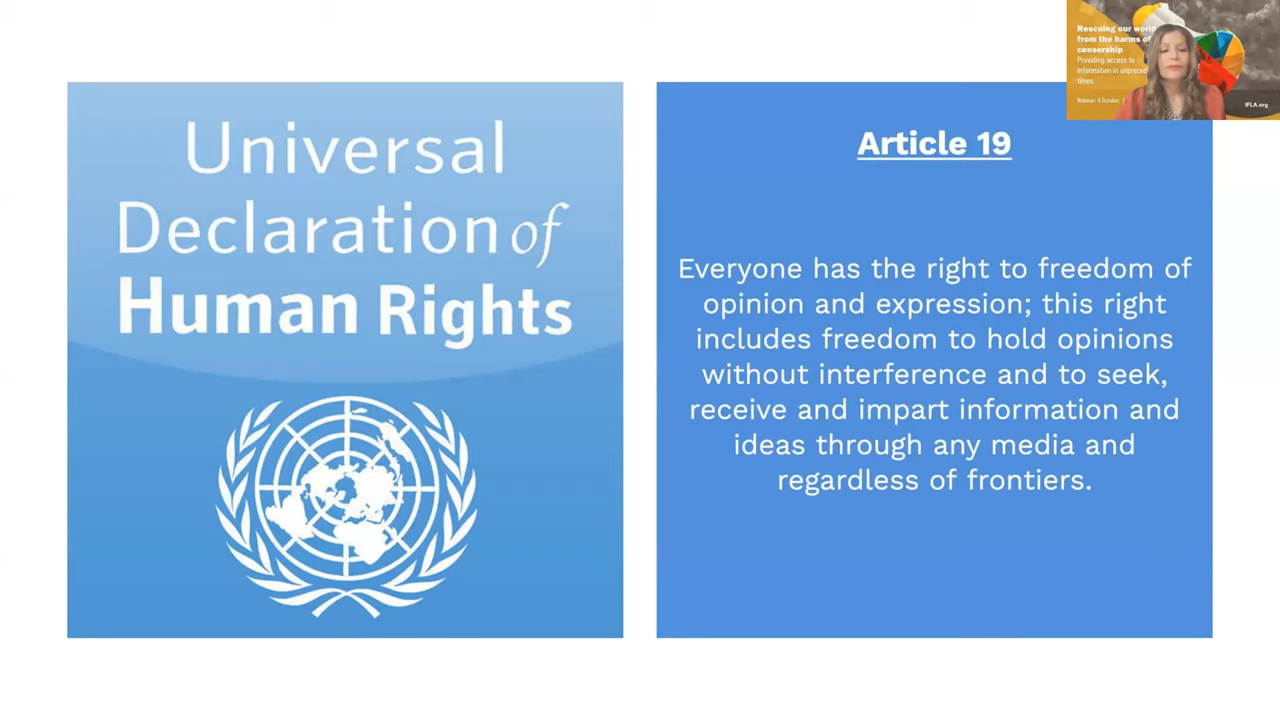 Universal
Declaration of
Human Rights
Article 19
Everyone has the right to freedom of
opinion and expression; this right
includes freedom to hold opinions
without interference and to seek,
receive and impart information and
ideas through any media and
regardless of frontiers.
Rescuing our world
from the harms of
censorship
Providing access to
information in
times
Webinar: 4 October,
IFLA.org